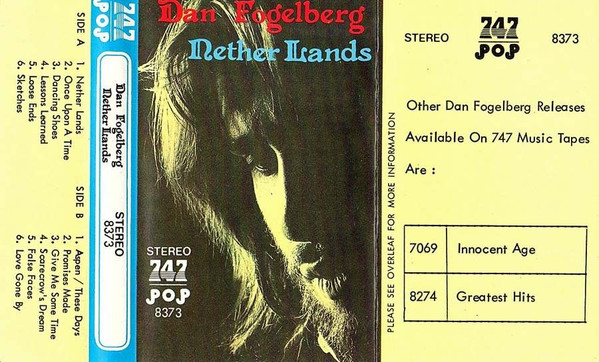 SIDE A
1. Nether Lands
2. Once Upon A Time
3. Dancing Shoes
4. Lessons Learned
5. Loose Ends
6. Sketches
SIDE B
1. Aspen / These Days
2. Promises Made
3. Give Me Some Time
4. Scarecrow's Dream
5. False Faces
6. Love Gone By
747
POP
Dan Fogelberg
Nether Lands
STEREO
8373
Dan Fogelberg
Nether Lands
STEREO
747
POP
8373
PLEASE SEE OVERLEAF FOR MORE INFORMATION
STEREO
747
POP
8373
Other Dan Fogelberg Releases
Available On 747 Music Tapes
Are :
7069 Innocent Age
8274 Greatest Hits